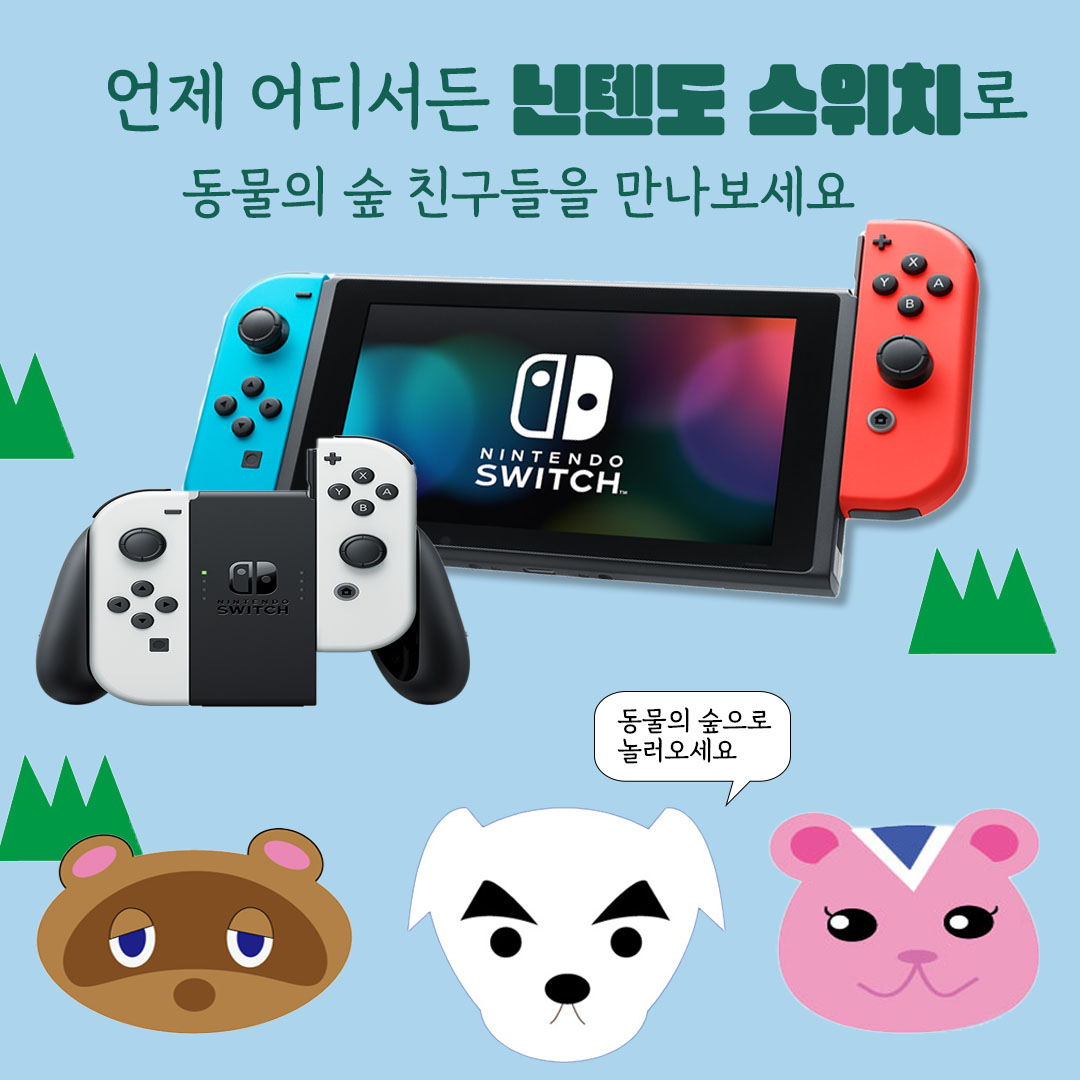 언제 어디서든 닌텐도 스위치로
동물의 숲 친구들을 만나보세요
X
Y A
B
NINTENDO
SWITCH™
X
Y A
B
NINTENDO
SWITCH
동물의 숲으로
놀러오세요